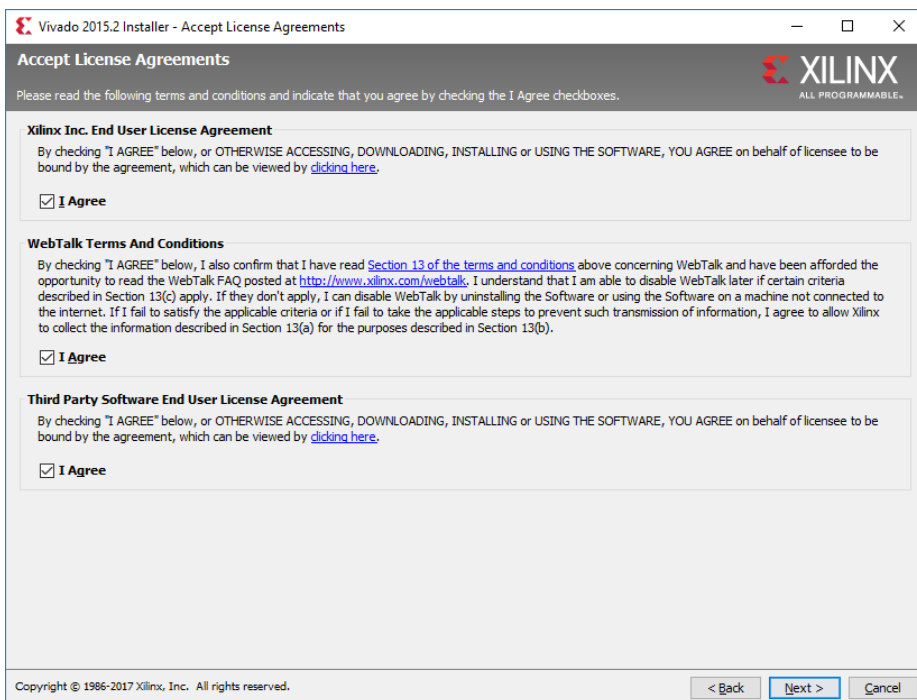 Vivado 2015.2 Installer - Accept License Agreements
Accept License Agreements
XILINX
ALL PROGRAMMABLE™
Please read the following terms and conditions and indicate that you agree by checking the I Agree checkboxes.
Xilinx Inc. End User License Agreement
By checking "I AGREE" below, or OTHERWISE ACCESSING, DOWNLOADING, INSTALLING or USING THE SOFTWARE, YOU AGREE on behalf of licensee to be
bound by the agreement, which can be viewed by clicking here.
I Agree
WebTalk Terms And Conditions
By checking "I AGREE" below, I also confirm that I have read Section 13 of the terms and conditions above concerning WebTalk and have been afforded the
opportunity to read the WebTalk FAQ posted at http://www.xilinx.com/webtalk. I understand that I am able to disable WebTalk later if certain criteria
described in Section 13(c) apply. If they don't apply, I can disable WebTalk by uninstalling the Software or using the Software on a machine not connected to
the internet. If I fail to satisfy the applicable criteria or if I fail to take the applicable steps to prevent such transmission of information, I agree to allow Xilinx
to collect the information described in Section 13(a) for the purposes described in Section 13(b).
I Agree
Third Party Software End User License Agreement
By checking "I AGREE" below, or OTHERWISE ACCESSING, DOWNLOADING, INSTALLING or USING THE SOFTWARE, YOU AGREE on behalf of licensee to be
bound by the agreement, which can be viewed by clicking here.
I Agree
Copyright © 1986-2017 Xilinx, Inc. All rights reserved.
< Back
Next >
Cancel